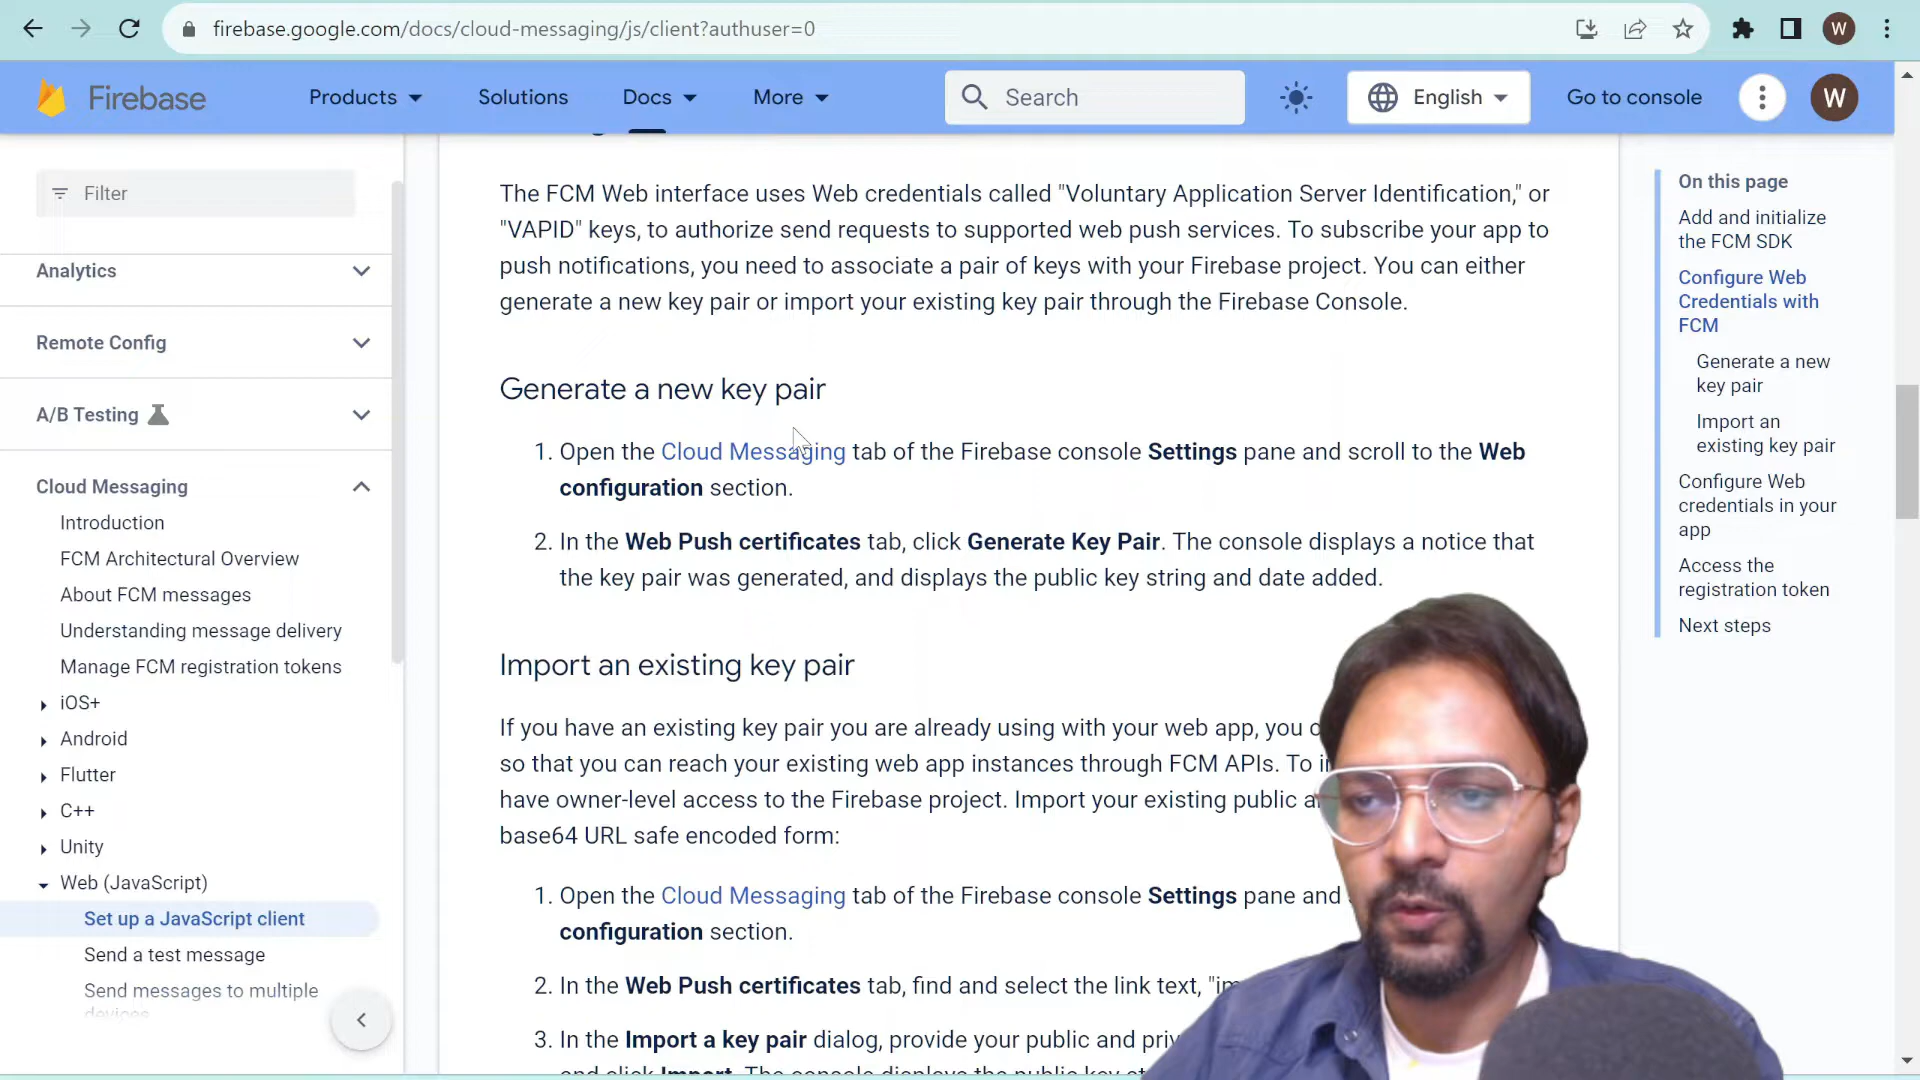 firebase.google.com/docs/cloud-messaging/js/client?authuser=0
W
Firebase
Products
Solutions
Docs
More
Search
English
Go to console
W
Filter
Analytics
Remote Config
A/B Testing
Cloud Messaging
Introduction
FCM Architectural Overview
About FCM messages
Understanding message delivery
Manage FCM registration tokens
iOS+
Android
Flutter
C++
Unity
Web (JavaScript)
Set up a JavaScript client
Send a test message
Send messages to multiple
devices
The FCM Web interface uses Web credentials called "Voluntary Application Server Identification," or
"VAPID" keys, to authorize send requests to supported web push services. To subscribe your app to
push notifications, you need to associate a pair of keys with your Firebase project. You can either
generate a new key pair or import your existing key pair through the Firebase Console.
Generate a new key pair
1. Open the Cloud Messaging tab of the Firebase console Settings pane and scroll to the Web
configuration section.
2. In the Web Push certificates tab, click Generate Key Pair. The console displays a notice that
the key pair was generated, and displays the public key string and date added.
Import an existing key pair
If you have an existing key pair you are already using with your web app, you
so that you can reach your existing web app instances through FCM APIs. To
have owner-level access to the Firebase project. Import your existing public
base64 URL safe encoded form:
1. Open the Cloud Messaging tab of the Firebase console Settings pane and
configuration section.
2. In the Web Push certificates tab, find and select the link text,
3. In the Import a key pair dialog, provide your public and
and click Import. The console displays the public key
On this page
Add and initialize
the FCM SDK
Configure Web
Credentials with
FCM
Generate a new
key pair
Import an
existing key pair
Configure Web
credentials in your
app
Access the
registration token
Next steps